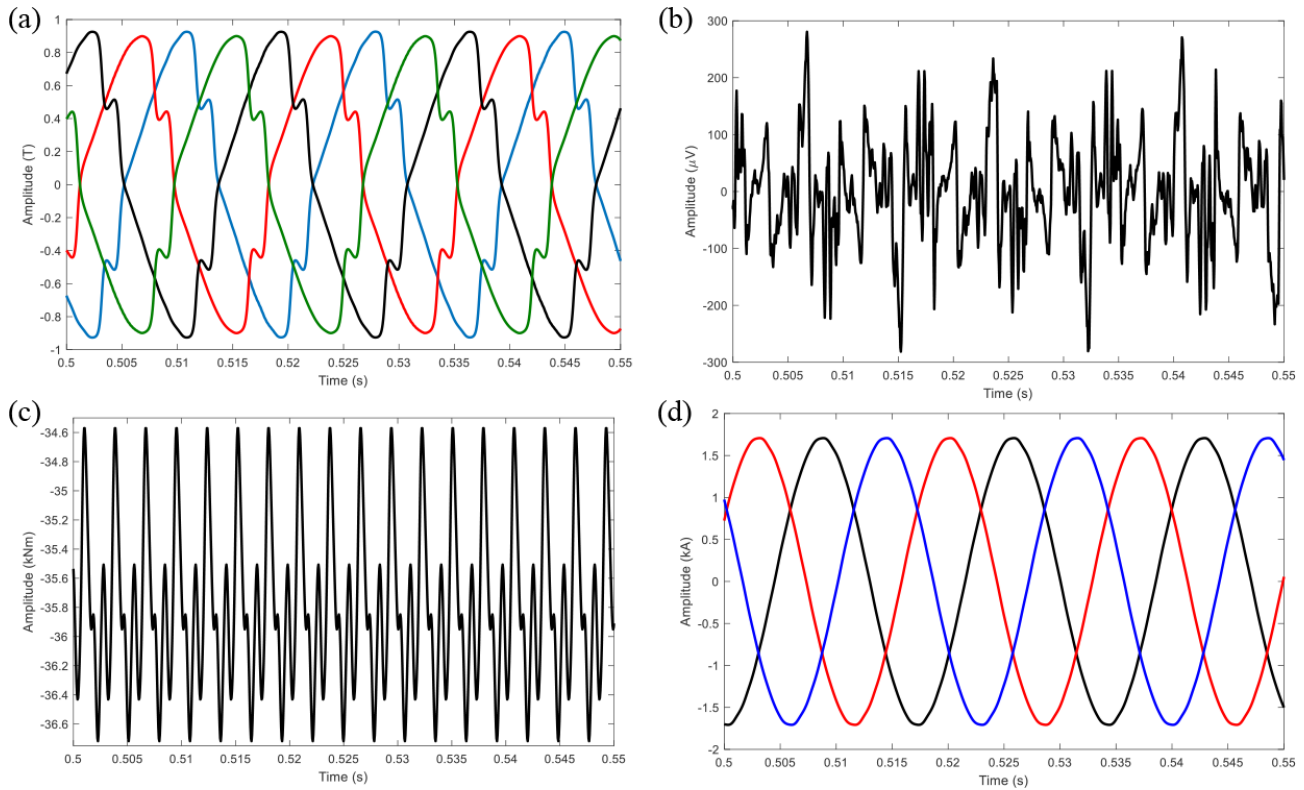 (a)
Amplitude (T)
1
0.8
0.6
0.4
0.2
0
-0.2
-0.4
-0.6
-0.8
-1
0.5 0.505 0.51 0.515 0.52 0.525 0.53 0.535 0.54 0.545 0.55
Time (s)
(b)
Amplitude (μV)
300
200
100
0
-100
-200
-300
0.5 0.505 0.51 0.515 0.52 0.525 0.53 0.535 0.54 0.545 0.55
Time (s)
(c)
Amplitude (kNm)
-34.6
-34.8
-35
-35.2
-35.4
-35.6
-35.8
-36
-36.2
-36.4
-36.6
0.5 0.505 0.51 0.515 0.52 0.525 0.53 0.535 0.54 0.545 0.55
Time (s)
(d)
Amplitude (kA)
2
1.5
1
0.5
0
-0.5
-1
-1.5
-2
0.5 0.505 0.51 0.515 0.52 0.525 0.53 0.535 0.54 0.545 0.55
Time (s)